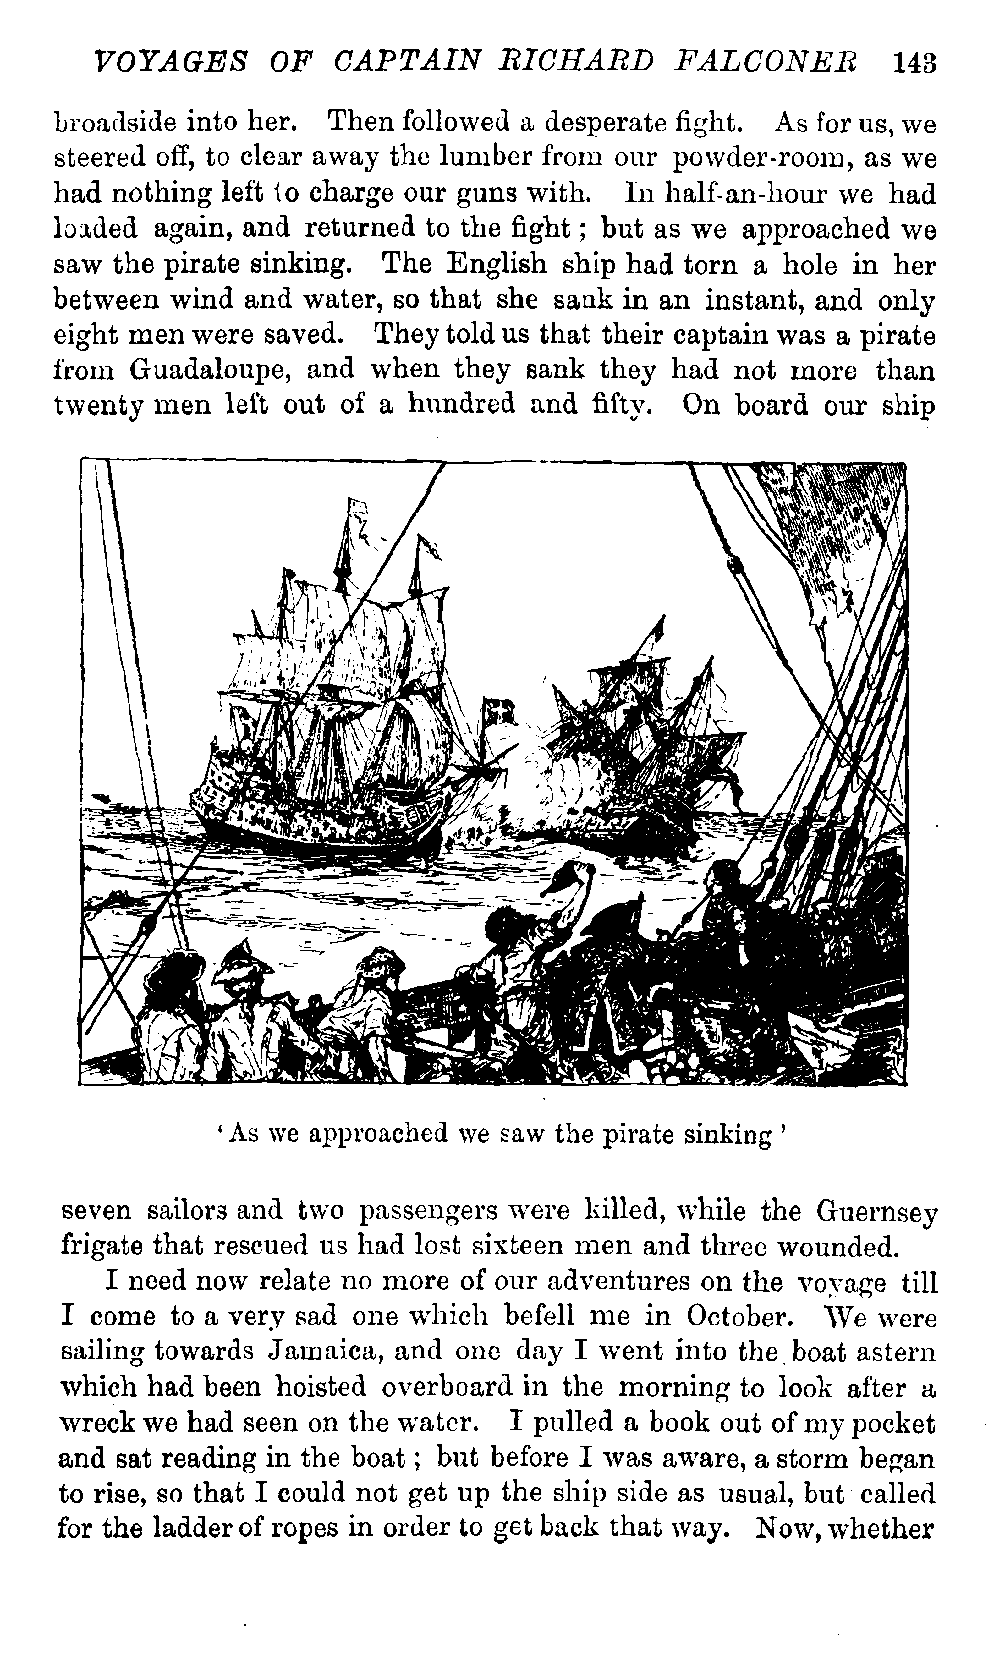 VOYAGES OF CAPTAIN RICHARD FALCONER 143
broadside into her. Then followed a desperate fight. As for us, we
steered off, to clear away the lumber from our powder-room, as we
had nothing left to charge our guns with. In half-an-hour we had
loaded again, and returned to the fight; but as we approached we
saw the pirate sinking. The English ship had torn a hole in her
between wind and water, so that she sank in an instant, and only
eight men were saved. They told us that their captain was a pirate
from Guadaloupe, and when they sank they had not more than
twenty men left out of a hundred and fifty. On board our ship
‘As we approached we saw the pirate sinking’
seven sailors and two passengers were killed, while the Guernsey
frigate that rescued us had lost sixteen men and three wounded.
I need now relate no more of our adventures on the voyage till
I come to a very sad one which befell me in October. We were
sailing towards Jamaica, and one day I went into the boat astern
which had been hoisted overboard in the morning to look after a
wreck we had seen on the water. I pulled a book out of my pocket
and sat reading in the boat; but before I was aware, a storm began
to rise, so that I could not get up the ship side as usual, but called
for the ladder of ropes in order to get back that way. Now, whether